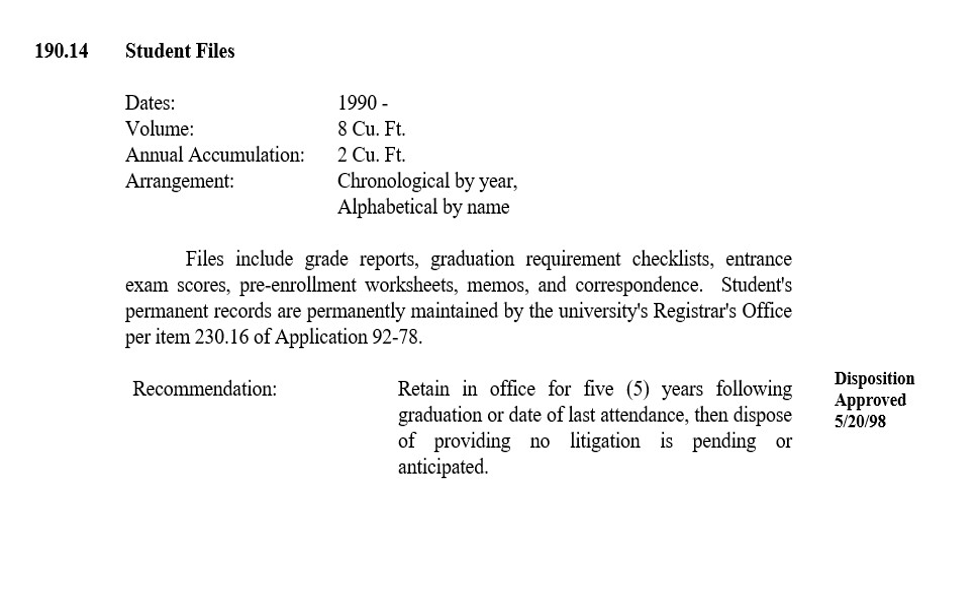 190.14 Student Files
Dates: 1990 -
Volume: 8 Cu. Ft.
Annual Accumulation: 2 Cu. Ft.
Arrangement: Chronological by year,
Alphabetical by name
Files include grade reports, graduation requirement checklists, entrance
exam scores, pre-enrollment worksheets, memos, and correspondence. Student's
permanent records are permanently maintained by the university's Registrar's Office
per item 230.16 of Application 92-78.
Recommendation: Retain in office for five (5) years following
graduation or date of last attendance, then dispose
of providing no litigation is pending or
anticipated.
Disposition
Approved
5/20/98